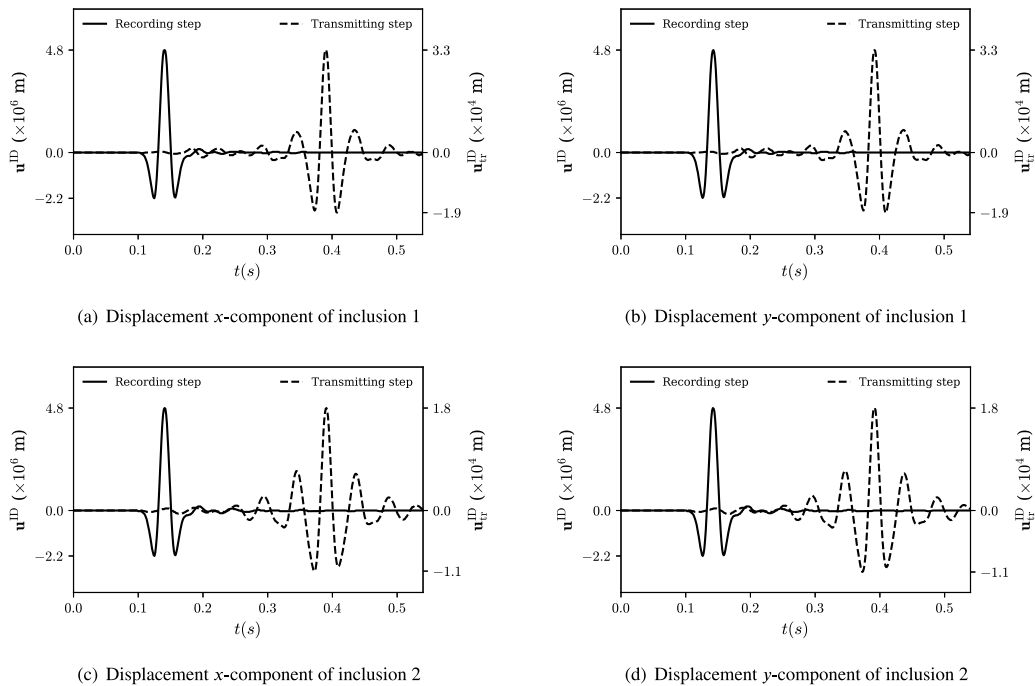 Recording step Transmitting step
4.8 3.3
0.0 0.0
−2.2 −1.9
u^ID (×10^6 m) u_tr^ID (×10^4 m)
0.0 0.1 0.2 0.3 0.4 0.5
t(s)
(a) Displacement x-component of inclusion 1
Recording step Transmitting step
4.8 3.3
0.0 0.0
−2.2 −1.9
u^ID (×10^6 m) u_tr^ID (×10^4 m)
0.0 0.1 0.2 0.3 0.4 0.5
t(s)
(b) Displacement y-component of inclusion 1
Recording step Transmitting step
4.8 1.8
0.0 0.0
−2.2 −1.1
u^ID (×10^6 m) u_tr^ID (×10^4 m)
0.0 0.1 0.2 0.3 0.4 0.5
t(s)
(c) Displacement x-component of inclusion 2
Recording step Transmitting step
4.8 1.8
0.0 0.0
−2.2 −1.1
u^ID (×10^6 m) u_tr^ID (×10^4 m)
0.0 0.1 0.2 0.3 0.4 0.5
t(s)
(d) Displacement y-component of inclusion 2